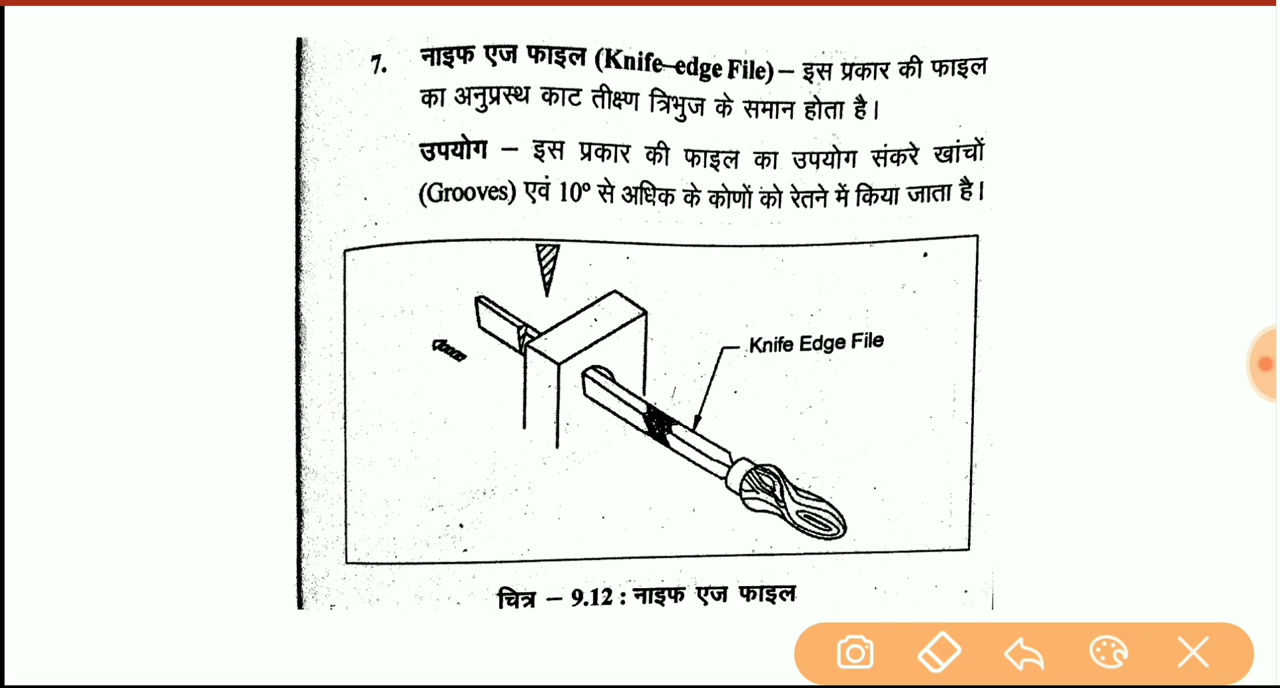 7. नाइफ एज फाइल (Knife–edge File) – इस प्रकार की फाइल
का अनुप्रस्थ काट तीक्ष्ण त्रिभुज के समान होता है।
उपयोग – इस प्रकार की फाइल का उपयोग संकरे खांचों
(Grooves) एवं 10° से अधिक के कोणों को रेतने में किया जाता है।
Knife Edge File
चित्र – 9.12 : नाइफ एज फाइल